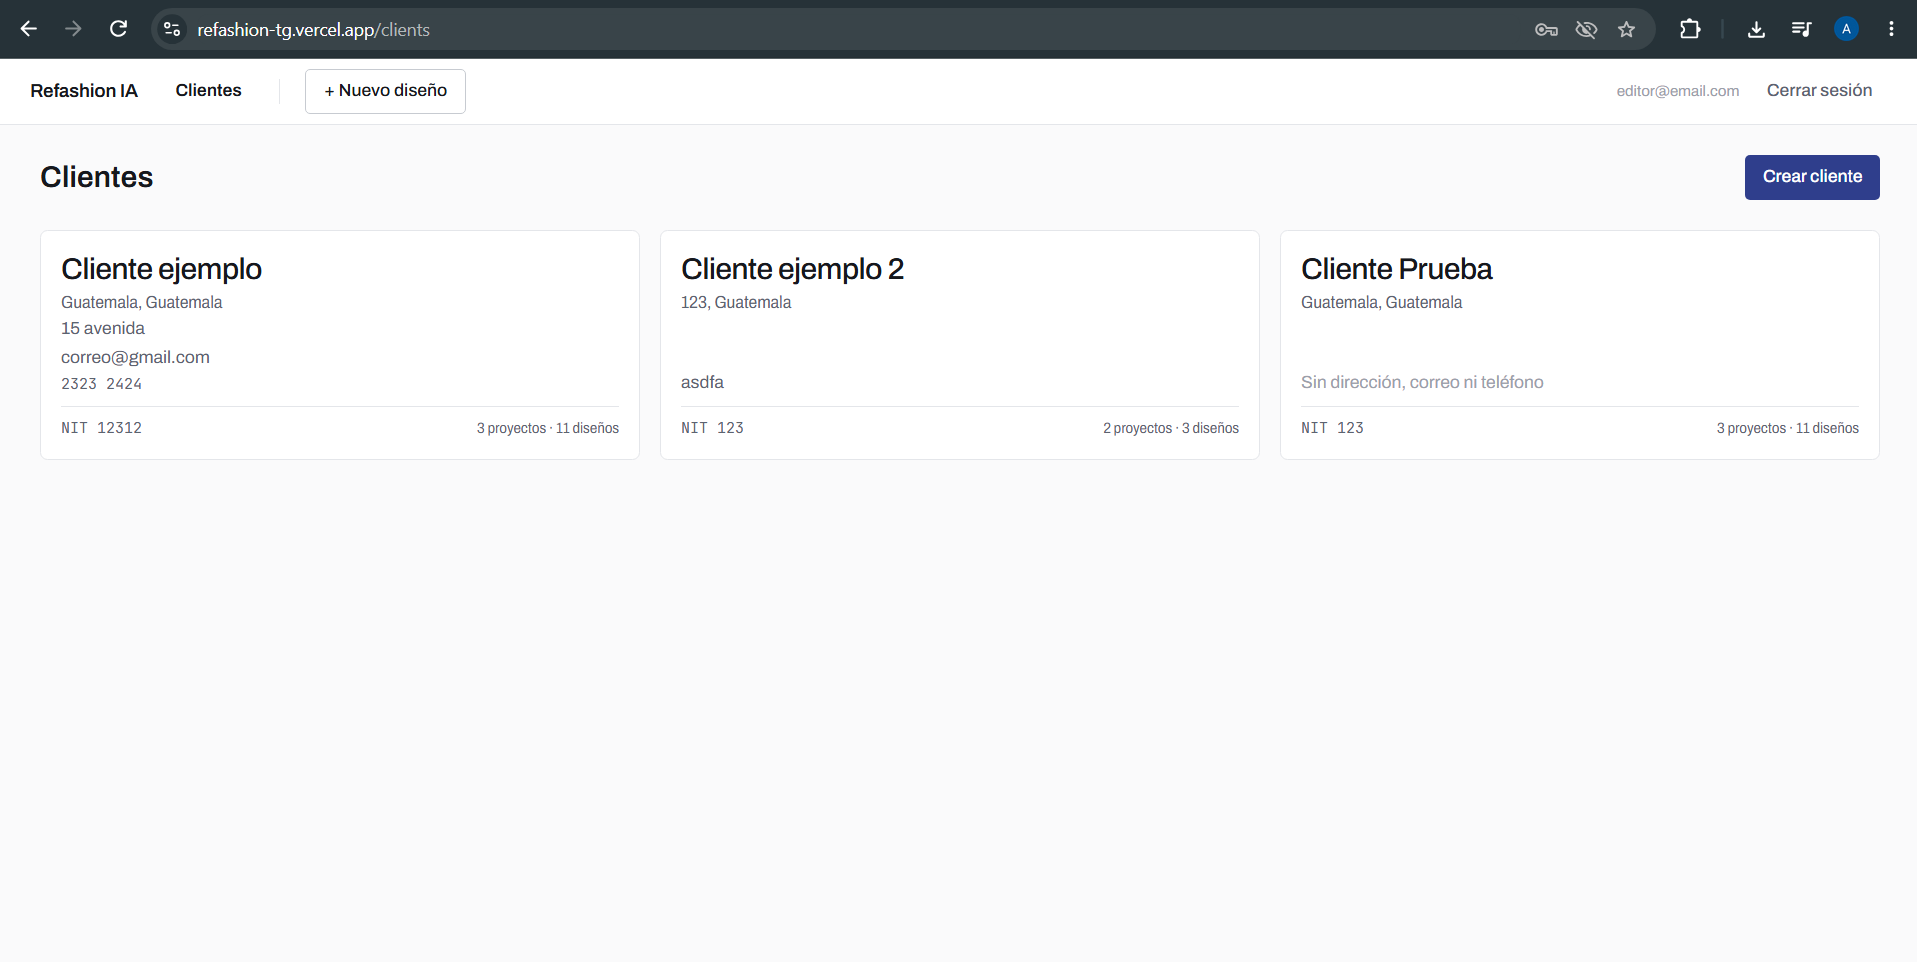 refashion-tg.vercel.app/clients
A
Refashion IA
Clientes
+ Nuevo diseño
editor@email.com
Cerrar sesión
Clientes
Crear cliente
Cliente ejemplo
Guatemala, Guatemala
15 avenida
correo@gmail.com
2323 2424
NIT 12312
3 proyectos · 11 diseños
Cliente ejemplo 2
123, Guatemala
asdfa
NIT 123
2 proyectos · 3 diseños
Cliente Prueba
Guatemala, Guatemala
Sin dirección, correo ni teléfono
NIT 123
3 proyectos · 11 diseños